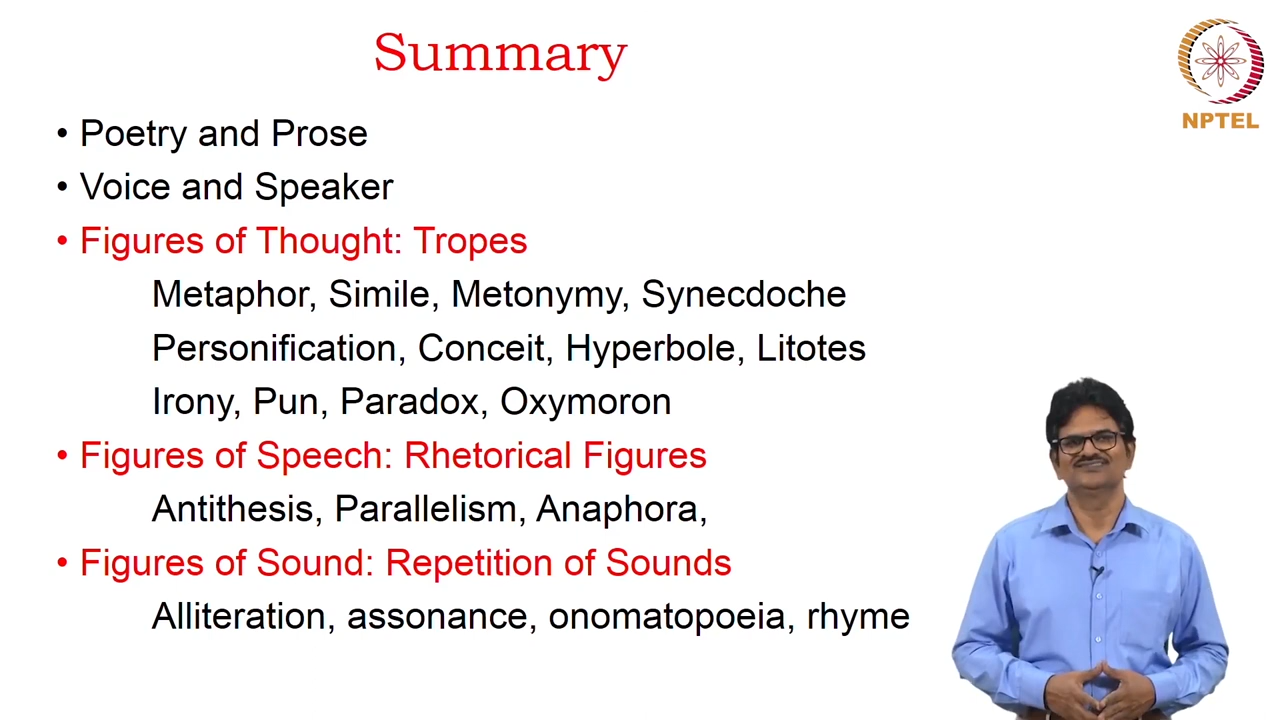 Summary
NPTEL
• Poetry and Prose
• Voice and Speaker
• Figures of Thought: Tropes
Metaphor, Simile, Metonymy, Synecdoche
Personification, Conceit, Hyperbole, Litotes
Irony, Pun, Paradox, Oxymoron
• Figures of Speech: Rhetorical Figures
Antithesis, Parallelism, Anaphora,
• Figures of Sound: Repetition of Sounds
Alliteration, assonance, onomatopoeia, rhyme